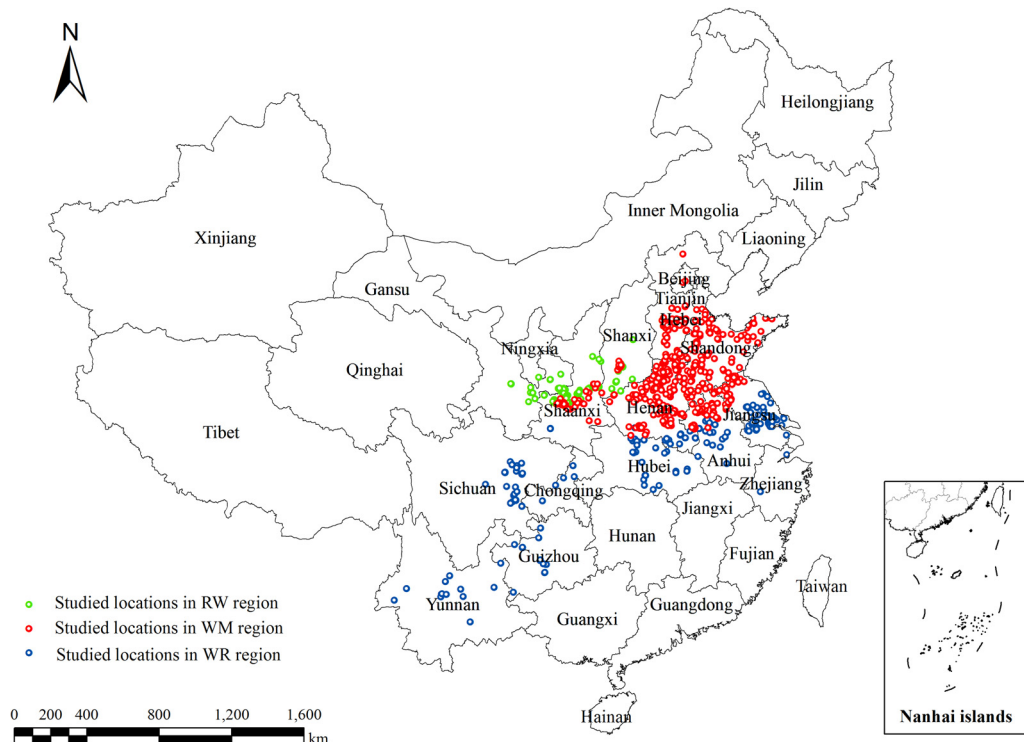 N
Heilongjiang
Jilin
Inner Mongolia
Liaoning
Xinjiang
Beijing
Gansu
Tianjin
Hebei
Shanxi
Ningxia
Shandong
Qinghai
Shaanxi
Henan
Jiangsu
Tibet
Anhui
Hubei
Sichuan
Chongqing
Zhejiang
Jiangxi
Hunan
Guizhou
Fujian
Taiwan
Yunnan
Guangdong
Guangxi
Hainan
Studied locations in RW region
Studied locations in WM region
Studied locations in WR region
0 200 400 800 1,200 1,600
km
Nanhai islands